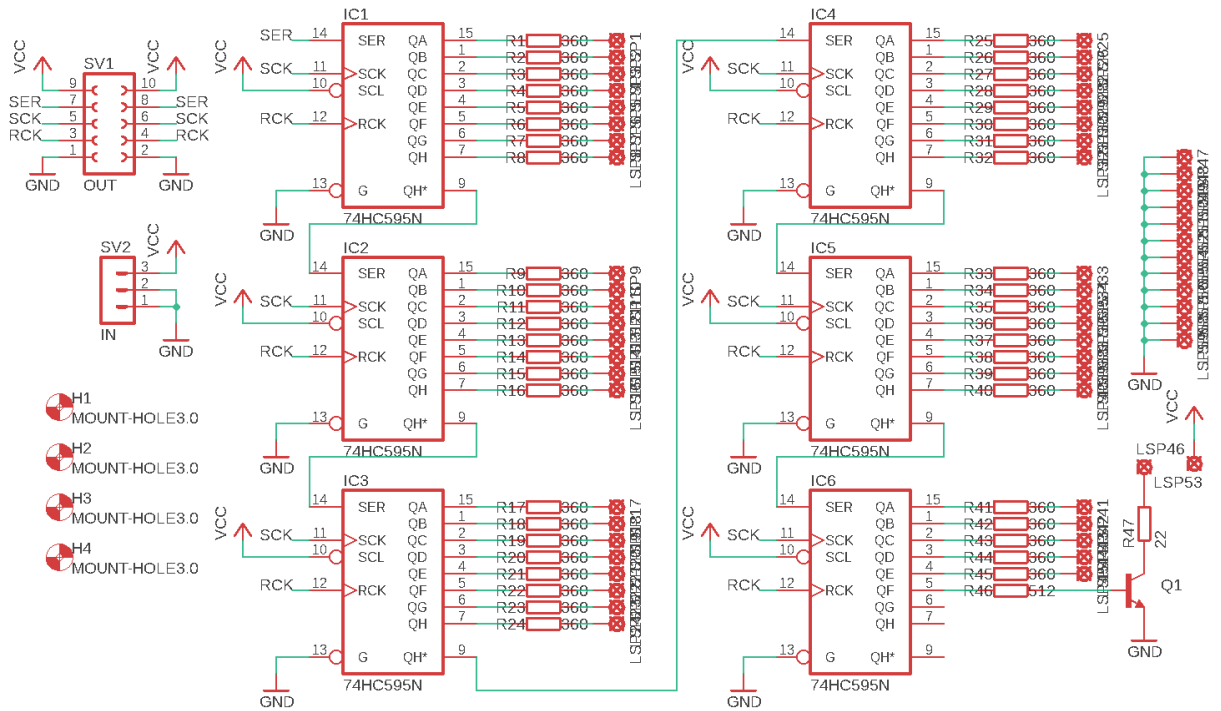 VCC
VCC
SV1
9
10
SER
7
8
SER
SCK
5
6
SCK
RCK
3
4
RCK
1
2
GND
OUT
GND
SV2
VCC
3
2
1
IN
GND
H1
MOUNT-HOLE3.0
H2
MOUNT-HOLE3.0
H3
MOUNT-HOLE3.0
H4
MOUNT-HOLE3.0
IC1
SER 14 SER QA 15 R1 360
VCC
QB 1 R2 360
SCK 11 SCK QC 2 R3 360
10 SCL QD 3 R4 360
QE 4 R5 360
RCK 12 RCK QF 5 R6 360
QG 6 R7 360
QH 7 R8 360
13 G QH* 9
GND
74HC595N
IC2
14 SER QA 15 R9 360
VCC
QB 1 R10 360
SCK 11 SCK QC 2 R11 360
10 SCL QD 3 R12 360
QE 4 R13 360
RCK 12 RCK QF 5 R14 360
QG 6 R15 360
QH 7 R16 360
13 G QH* 9
GND
74HC595N
IC3
14 SER QA 15 R17 360
VCC
QB 1 R18 360
SCK 11 SCK QC 2 R19 360
10 SCL QD 3 R20 360
QE 4 R21 360
RCK 12 RCK QF 5 R22 360
QG 6 R23 360
QH 7 R24 360
13 G QH* 9
GND
74HC595N
IC4
14 SER QA 15 R25 360
VCC
QB 1 R26 360
SCK 11 SCK QC 2 R27 360
10 SCL QD 3 R28 360
QE 4 R29 360
RCK 12 RCK QF 5 R30 360
QG 6 R31 360
QH 7 R32 360
13 G QH* 9
GND
74HC595N
IC5
14 SER QA 15 R33 360
VCC
QB 1 R34 360
SCK 11 SCK QC 2 R35 360
10 SCL QD 3 R36 360
QE 4 R37 360
RCK 12 RCK QF 5 R38 360
QG 6 R39 360
QH 7 R40 360
13 G QH* 9
GND
74HC595N
IC6
14 SER QA 15 R41 360
VCC
QB 1 R42 360
SCK 11 SCK QC 2 R43 360
10 SCL QD 3 R44 360
QE 4 R45 360
RCK 12 RCK QF 5 R46 512
QG 6
QH 7
13 G QH* 9
GND
74HC595N
GND
VCC
LSP46
LSP53
R47
22
Q1
GND